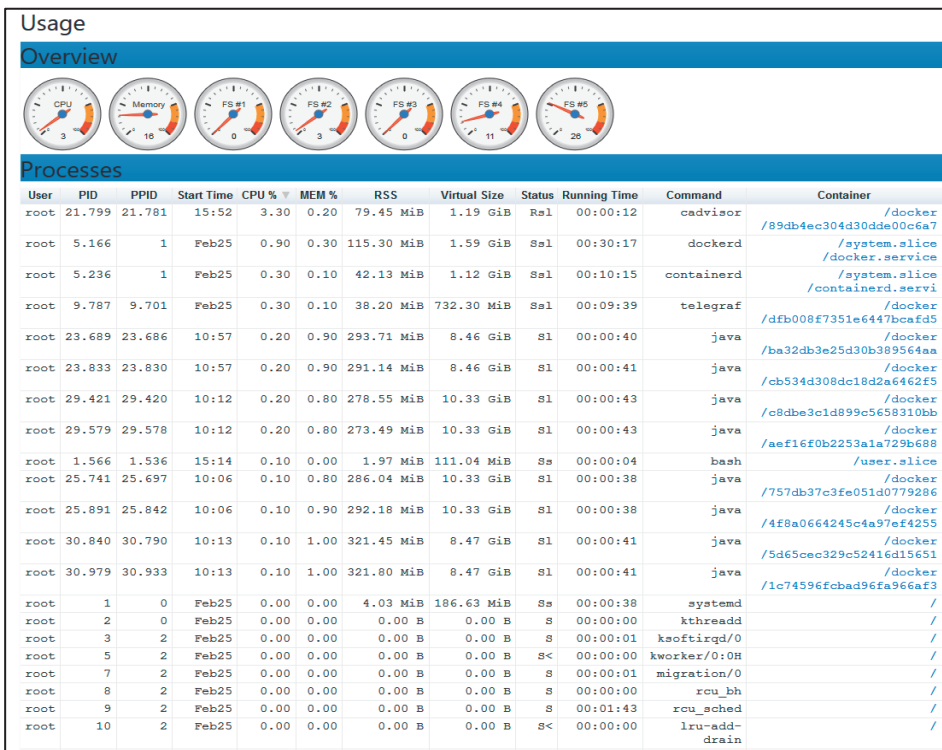 Usage
Overview
CPU Memory FS #1 FS #2 FS #3 FS #4 FS #5
3 16 0 3 0 11 26
Processes
User PID PPID Start Time CPU % ▼ MEM % RSS Virtual Size Status Running Time Command Container
root 21.799 21.781 15:52 3.30 0.20 79.45 MiB 1.19 GiB Rsl 00:00:12 cadvisor /docker
/89db4ec304d30dde00c6a7
root 5.166 1 Feb25 0.90 0.30 115.30 MiB 1.59 GiB Ssl 00:30:17 dockerd /system.slice
/docker.service
root 5.236 1 Feb25 0.30 0.10 42.13 MiB 1.12 GiB Ssl 00:10:15 containerd /system.slice
/containerd.servi
root 9.787 9.701 Feb25 0.30 0.10 38.20 MiB 732.30 MiB Ssl 00:09:39 telegraf /docker
/dfb008f7351e6447bcafd5
root 23.689 23.686 10:57 0.20 0.90 293.71 MiB 8.46 GiB Sl 00:00:40 java /docker
/ba32db3e25d30b389564aa
root 23.833 23.830 10:57 0.20 0.90 291.14 MiB 8.46 GiB Sl 00:00:41 java /docker
/cb534d308dc18d2a6462f5
root 29.421 29.420 10:12 0.20 0.80 278.55 MiB 10.33 GiB Sl 00:00:43 java /docker
/c8dbe3c1d899c5658310bb
root 29.579 29.578 10:12 0.20 0.80 273.49 MiB 10.33 GiB Sl 00:00:43 java /docker
/aef16f0b2253a1a729b688
root 1.566 1.536 15:14 0.10 0.00 1.97 MiB 111.04 MiB Ss 00:00:04 bash /user.slice
root 25.741 25.697 10:06 0.10 0.80 286.04 MiB 10.33 GiB Sl 00:00:38 java /docker
/757db37c3fe051d0779286
root 25.891 25.842 10:06 0.10 0.90 292.18 MiB 10.33 GiB Sl 00:00:38 java /docker
/4f8a0664245c4a97ef4255
root 30.840 30.790 10:13 0.10 1.00 321.45 MiB 8.47 GiB Sl 00:00:41 java /docker
/5d65cec329c52416d15651
root 30.979 30.933 10:13 0.10 1.00 321.80 MiB 8.47 GiB Sl 00:00:41 java /docker
/1c74596fcbad96fa966af3
root 1 0 Feb25 0.00 0.00 4.03 MiB 186.63 MiB Ss 00:00:38 systemd /
root 2 0 Feb25 0.00 0.00 0.00 B 0.00 B S 00:00:00 kthreadd /
root 3 2 Feb25 0.00 0.00 0.00 B 0.00 B S 00:00:01 ksoftirqd/0 /
root 5 2 Feb25 0.00 0.00 0.00 B 0.00 B S< 00:00:00 kworker/0:0H /
root 7 2 Feb25 0.00 0.00 0.00 B 0.00 B S 00:00:01 migration/0 /
root 8 2 Feb25 0.00 0.00 0.00 B 0.00 B S 00:00:00 rcu_bh /
root 9 2 Feb25 0.00 0.00 0.00 B 0.00 B S 00:01:43 rcu_sched /
root 10 2 Feb25 0.00 0.00 0.00 B 0.00 B S< 00:00:00 lru-add- /
drain